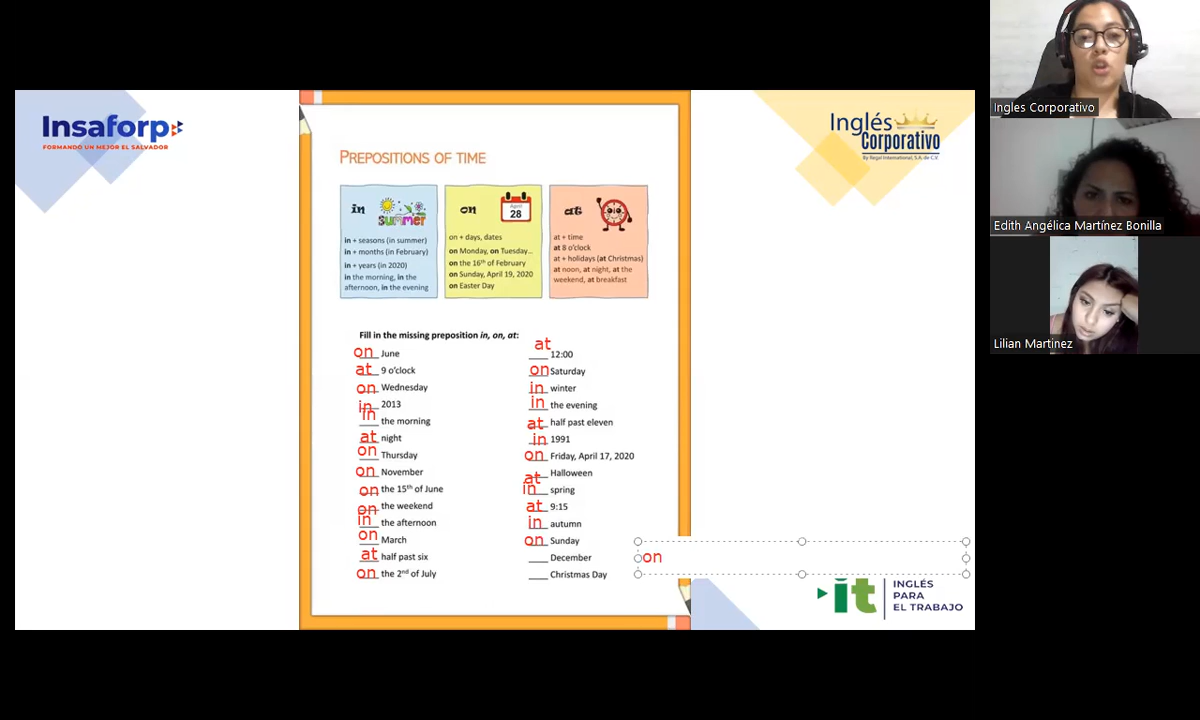 Insaforp
FORMANDO UN MEJOR EL SALVADOR
Inglés
Corporativo
By Regal International, S.A. de C.V.
PREPOSITIONS OF TIME
in
summer
in + seasons (in summer)
in + months (in February)
in + years (in 2020)
in the morning, in the
afternoon, in the evening
on
April
28
on + days, dates
on Monday, on Tuesday...
on the 16th of February
on Sunday, April 19, 2020
on Easter Day
at
at + time
at 8 o'clock
at + holidays (at Christmas)
at noon, at night, at the
weekend, at breakfast
Fill in the missing preposition in, on, at:
on June
at 9 o'clock
on Wednesday
in 2013
in the morning
at night
on Thursday
on November
on the 15th of June
on the weekend
in the afternoon
on March
at half past six
on the 2nd of July
at 12:00
on Saturday
in winter
in the evening
at half past eleven
in 1991
on Friday, April 17, 2020
at Halloween
in spring
at 9:15
in autumn
on Sunday
___ December
___ Christmas Day
on
it
INGLÉS
PARA
EL TRABAJO
Ingles Corporativo
Edith Angélica Martínez Bonilla
Lilian Martinez